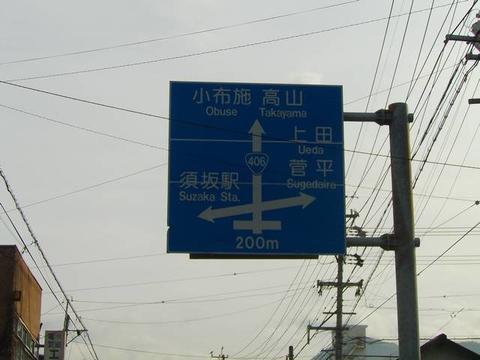 小布施 高山
Obuse Takayama
上田
Ueda
406
菅平
Sugadaira
須坂駅
Suzaka Sta.
200m